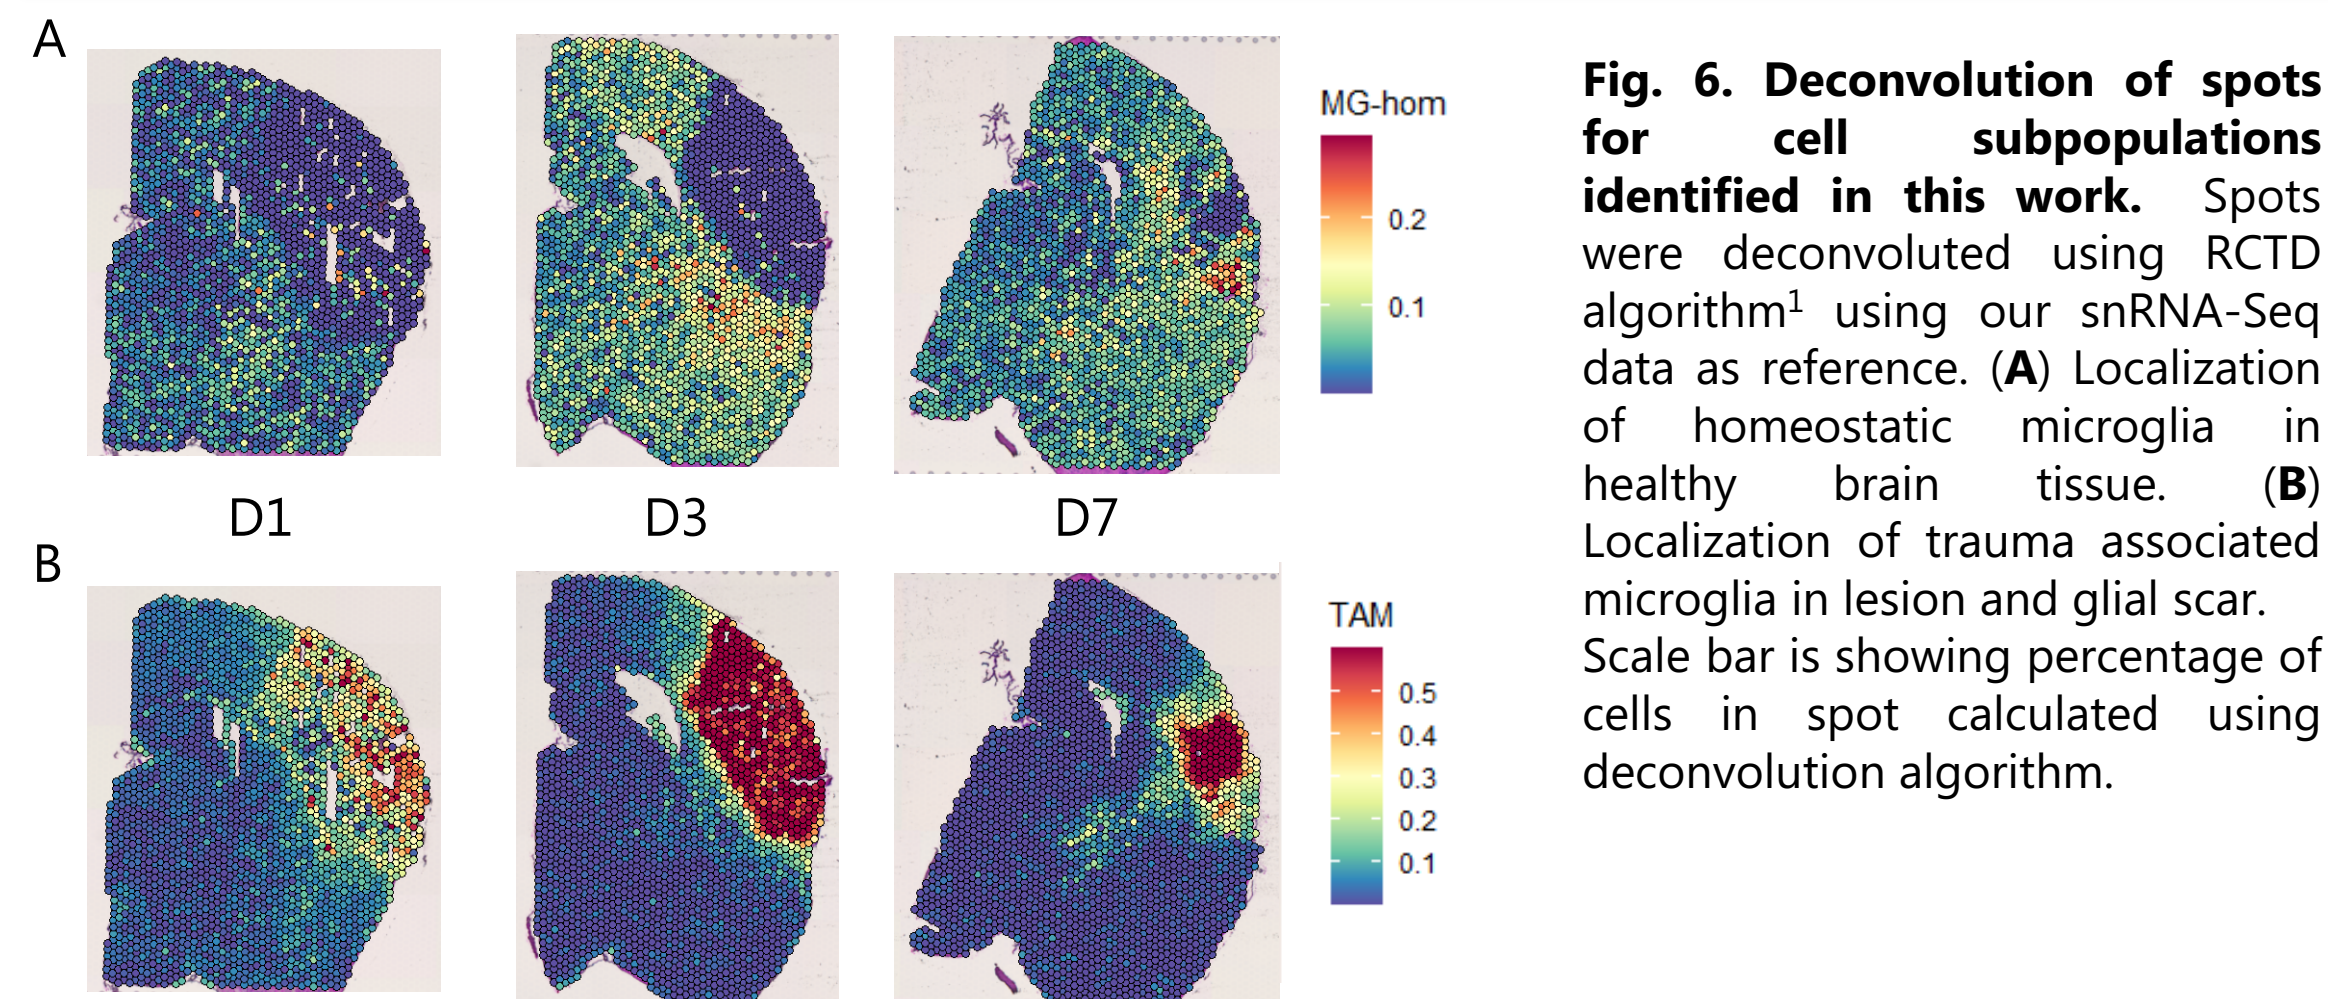 A
MG-hom
0.2
0.1
D1
D3
D7
B
TAM
0.5
0.4
0.3
0.2
0.1
Fig. 6. Deconvolution of spots
for cell subpopulations
identified in this work. Spots
were deconvoluted using RCTD
algorithm¹ using our snRNA-Seq
data as reference. (A) Localization
of homeostatic microglia in
healthy brain tissue. (B)
Localization of trauma associated
microglia in lesion and glial scar.
Scale bar is showing percentage of
cells in spot calculated using
deconvolution algorithm.